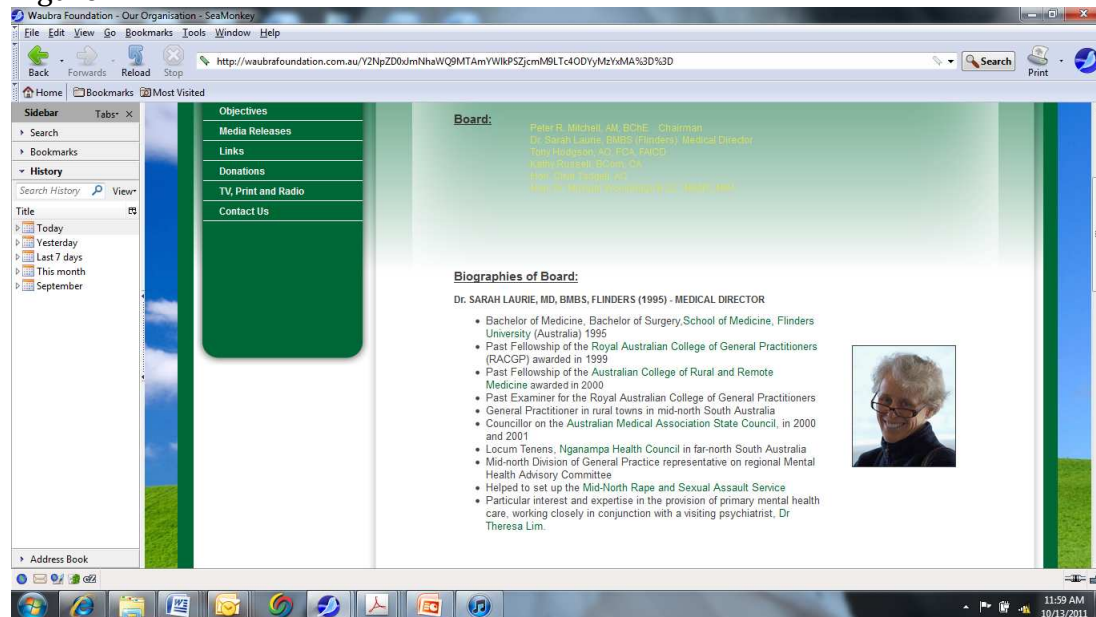 Waubra Foundation - Our Organisation - SeaMonkey
File Edit View Go Bookmarks Tools Window Help
Back Forwards Reload Stop
Search
Print
Home Bookmarks Most Visited
Sidebar Tabs
Search
Bookmarks
History
Search History View
Title
Today
Yesterday
Last 7 days
This month
September
Address Book
Objectives
Media Releases
Links
Donations
TV, Print and Radio
Contact Us
Board:
Peter R. Mitchell, AM, BChE. Chairman
Dr. Sarah Laurie, BMBS (Flinders) Medical Director
Tony Hodgson, AO, FCA, FAICD
Kathy Russell, BCom, CA
Biographies of Board:
Dr. SARAH LAURIE, MD, BMBS, FLINDERS (1995) - MEDICAL DIRECTOR
• Bachelor of Medicine, Bachelor of Surgery,School of Medicine, Flinders
University (Australia) 1995
• Past Fellowship of the Royal Australian College of General Practitioners
(RACGP) awarded in 1999
• Past Fellowship of the Australian College of Rural and Remote
Medicine awarded in 2000
• Past Examiner for the Royal Australian College of General Practitioners
• General Practitioner in rural towns in mid-north South Australia
• Councillor on the Australian Medical Association State Council, in 2000
and 2001
• Locum Tenens, Nganampa Health Council in far-north South Australia
• Mid-north Division of General Practice representative on regional Mental
Health Advisory Committee
• Helped to set up the Mid-North Rape and Sexual Assault Service
• Particular interest and expertise in the provision of primary mental health
care, working closely in conjunction with a visiting psychiatrist, Dr
Theresa Lim.
11:59 AM
10/13/2011